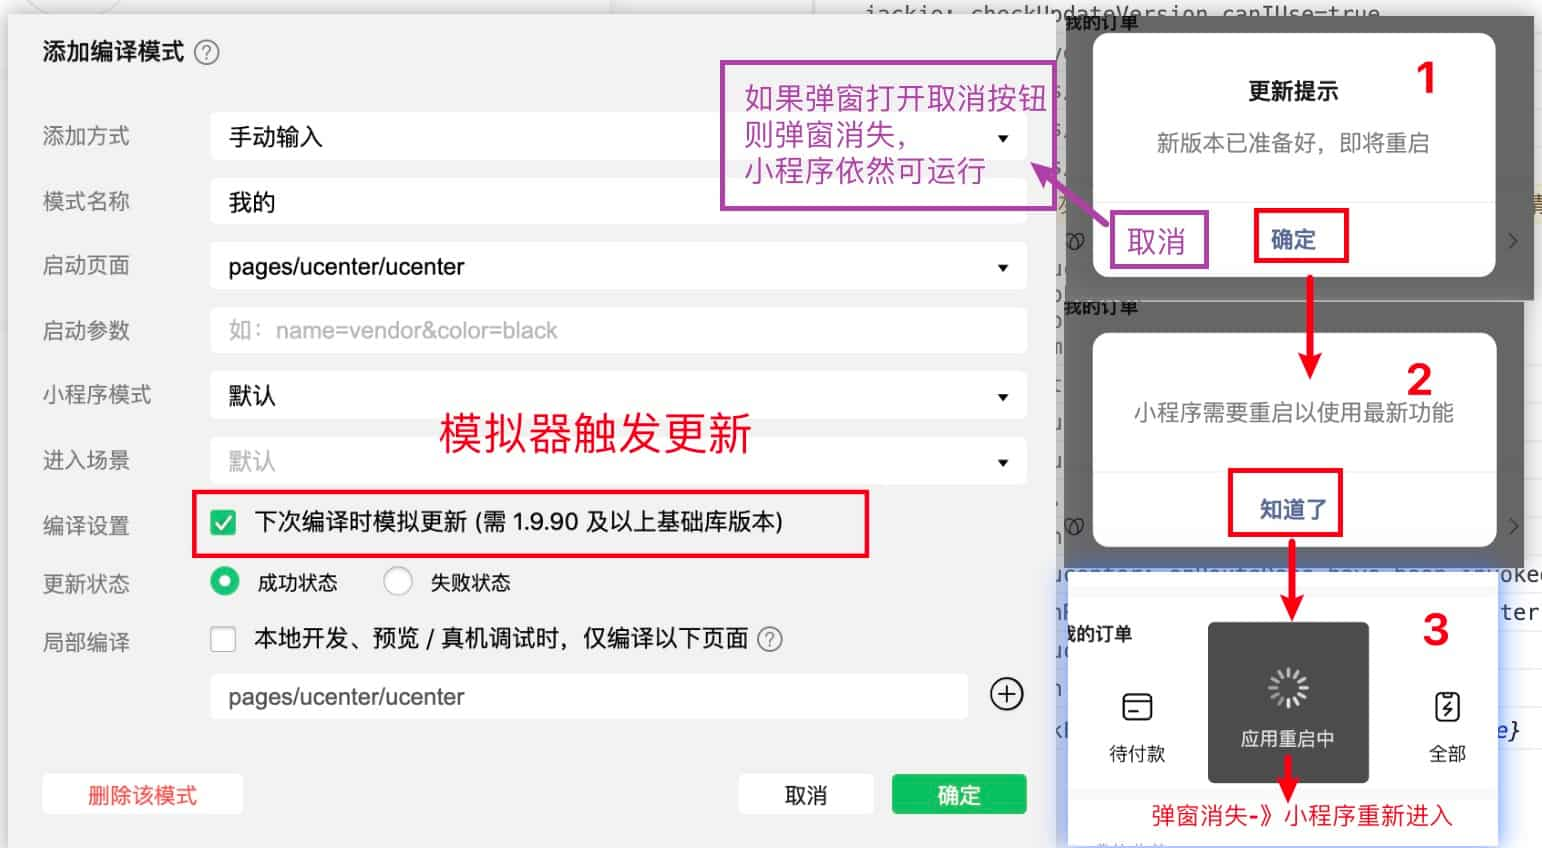 jackie: checkUpdateVersion canIUse=true
添加编译模式 ?
添加方式
手动输入
模式名称
我的
启动页面
pages/ucenter/ucenter
启动参数
如：name=vendor&color=black
小程序模式
默认
模拟器触发更新
进入场景
默认
编译设置
下次编译时模拟更新 (需 1.9.90 及以上基础库版本)
更新状态
成功状态
失败状态
局部编译
本地开发、预览 / 真机调试时，仅编译以下页面 ?
pages/ucenter/ucenter
删除该模式
取消
确定
如果弹窗打开取消按钮
则弹窗消失，
小程序依然可运行
我的订单
1
更新提示
新版本已准备好，即将重启
取消
确定
我的订单
2
小程序需要重启以使用最新功能
知道了
我的订单
3
待付款
应用重启中
全部
弹窗消失-》小程序重新进入